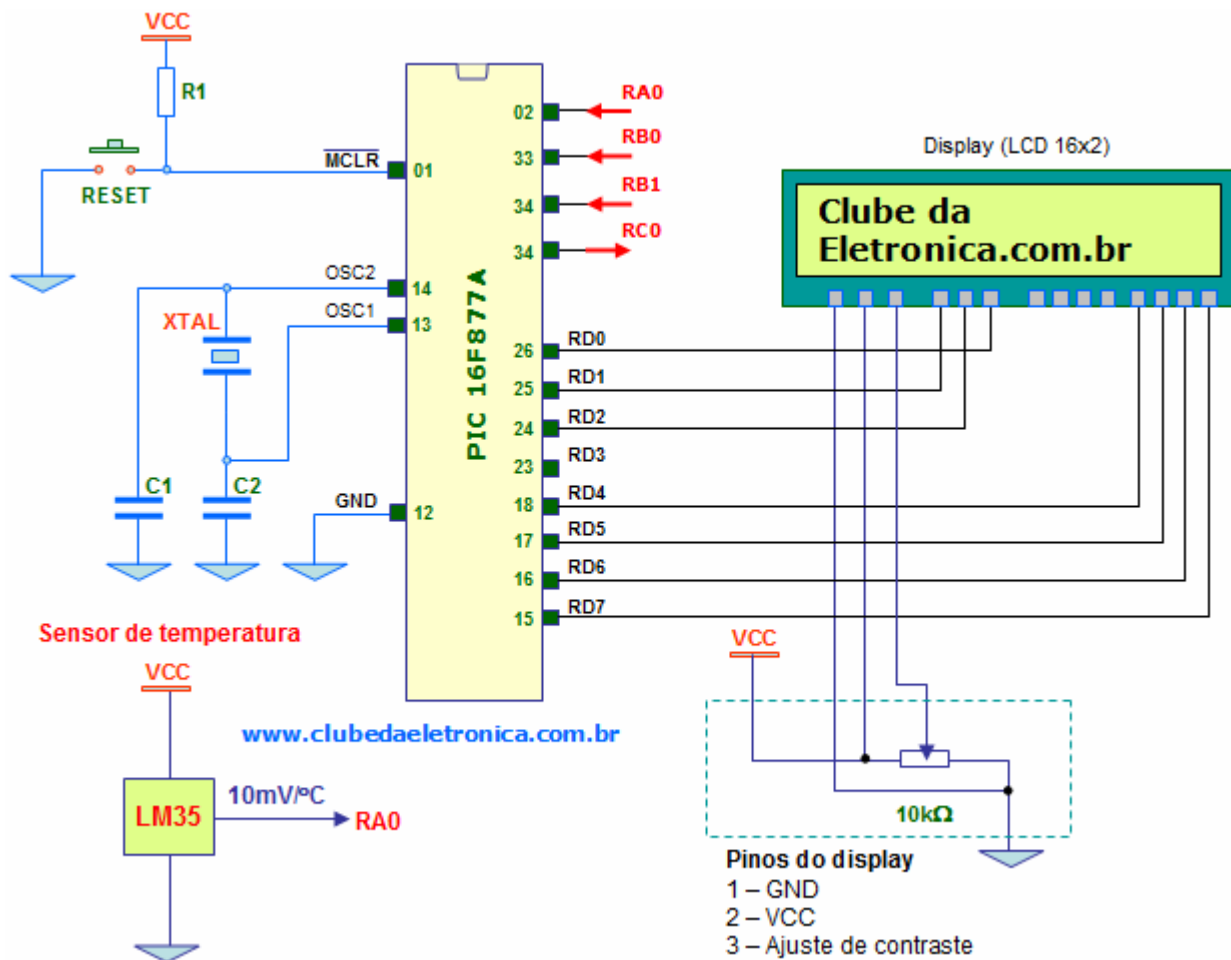 VCC
R1
RESET
MCLR
01
OSC2
14
OSC1
13
XTAL
C1
C2
GND
12
PIC 16F877A
02
RA0
33
RB0
34
RB1
34
RC0
26
RD0
25
RD1
24
RD2
23
RD3
18
RD4
17
RD5
16
RD6
15
RD7
Display (LCD 16x2)
Clube da
Eletronica.com.br
Sensor de temperatura
VCC
LM35
10mV/ºC
RA0
www.clubedaeletronica.com.br
VCC
10kΩ
Pinos do display
1 – GND
2 – VCC
3 – Ajuste de contraste